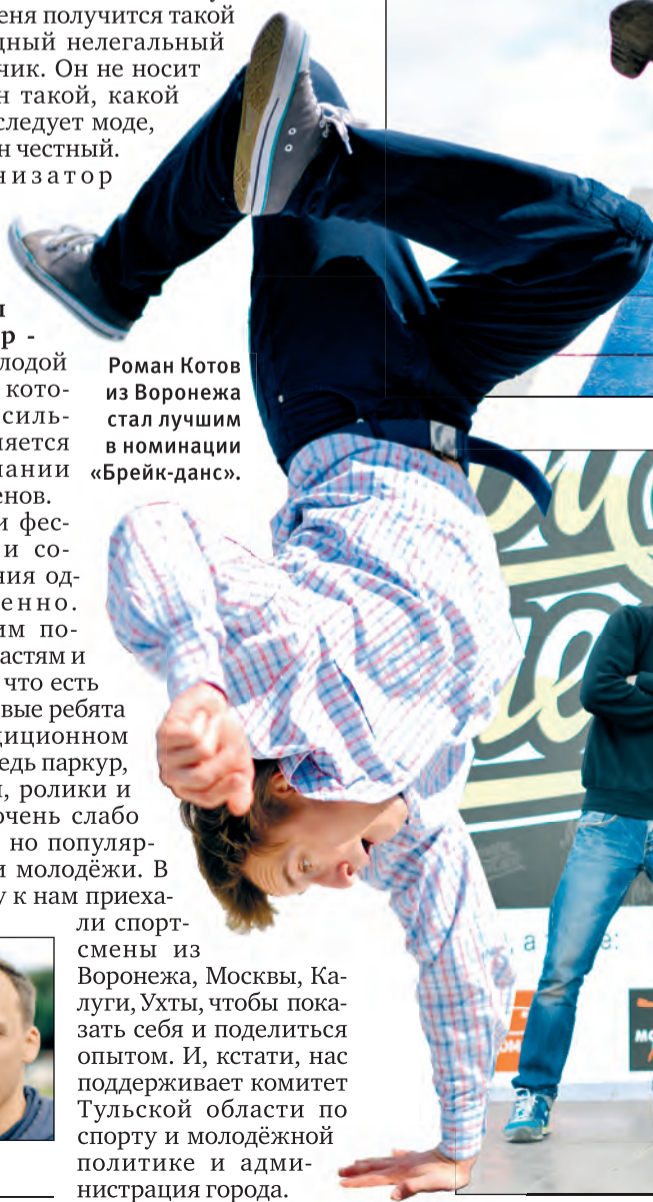 еня получится такой
дный нелегальный
чик. Он не носит
н такой, какой
следует моде,
н честный.
низатор
р -
лодой
кото-
силь-
няется
пании
енов.
и фес-
и со-
ния од-
енно.
им по-
астям и
что есть
вые ребята
диционном
едь паркур,
, ролики и
очень слабо
но популяр-
и молодёжи. В
у к нам приеха-
ли спорт-
смены из
Воронежа, Москвы, Ка-
луги, Ухты, чтобы пока-
зать себя и поделиться
опытом. И, кстати, нас
поддерживает комитет
Тульской области по
спорту и молодёжной
политике и адми-
нистрация города.
Роман Котов
из Воронежа
стал лучшим
в номинации
«Брейк-данс».